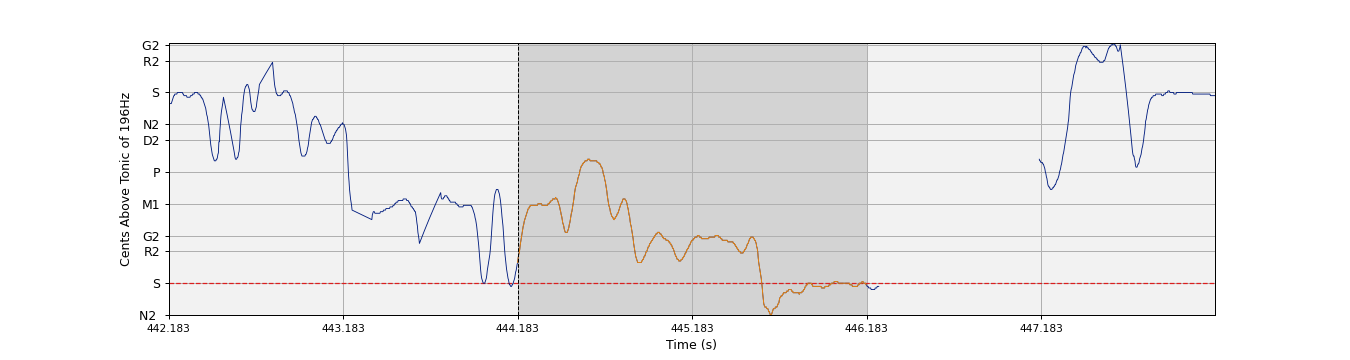 G2
R2
S
N2
D2
P
M1
G2
R2
S
N2
Cents Above Tonic of 196Hz
442.183 443.183 444.183 445.183 446.183 447.183
Time (s)